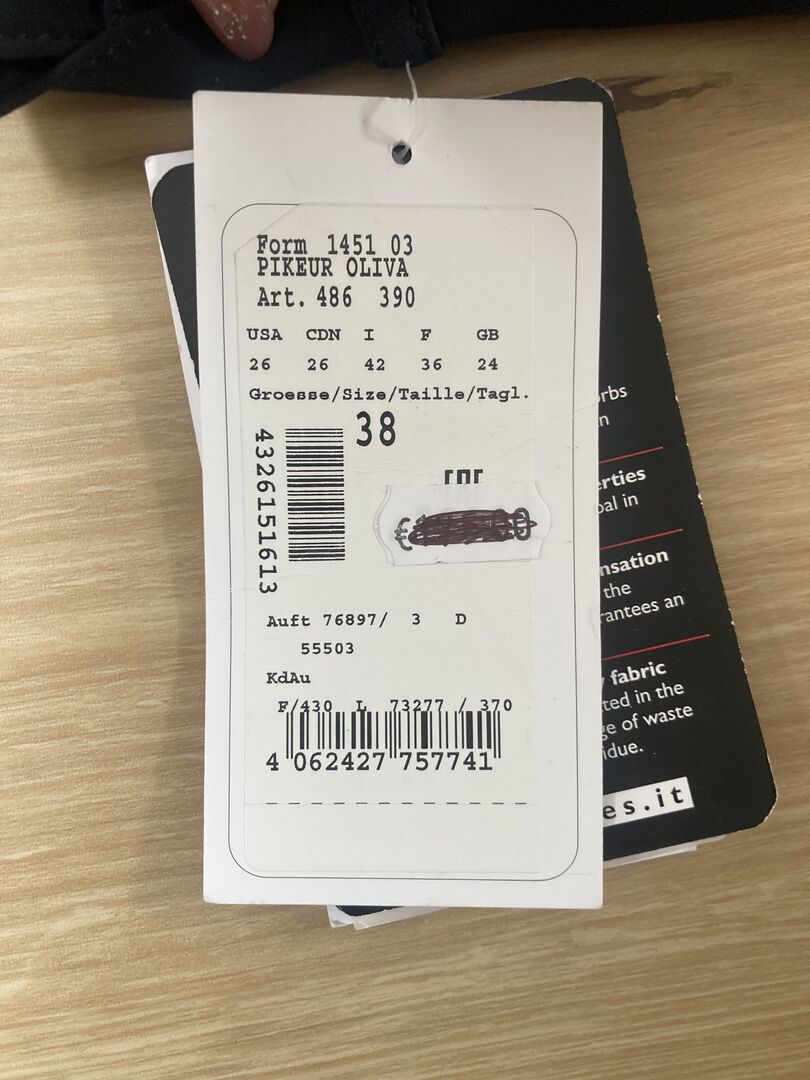 Form 1451 03
PIKEUR OLIVA
Art. 486 390
USA CDN I F GB
26 26 42 36 24
Groesse/Size/Taille/Tagl.
38
4326151613
€
Auft 76897/ 3 D
55503
KdAu
F/430 L 73277 / 370
4 062427 757741
rbs
n
erties
oal in
nsation
the
rantees an
fabric
ted in the
ge of waste
idue.
es.it